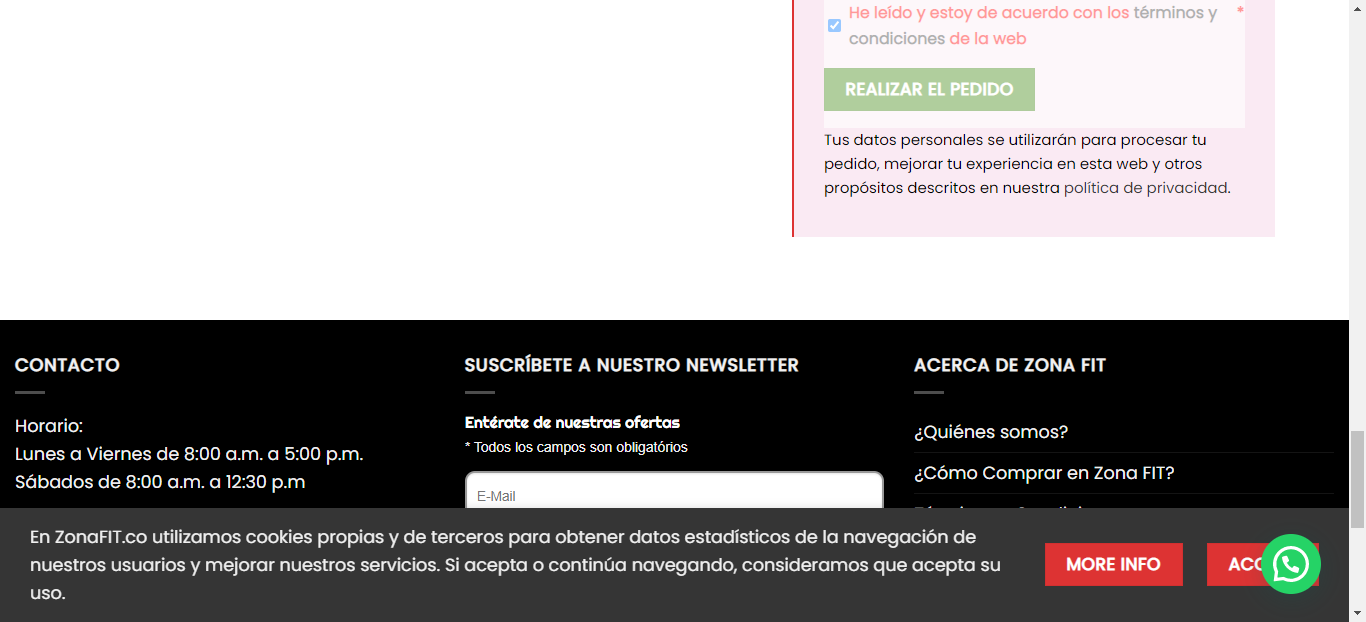 He leído y estoy de acuerdo con los términos y *
condiciones de la web
REALIZAR EL PEDIDO
Tus datos personales se utilizarán para procesar tu
pedido, mejorar tu experiencia en esta web y otros
propósitos descritos en nuestra política de privacidad.
CONTACTO
Horario:
Lunes a Viernes de 8:00 a.m. a 5:00 p.m.
Sábados de 8:00 a.m. a 12:30 p.m
SUSCRÍBETE A NUESTRO NEWSLETTER
Entérate de nuestras ofertas
* Todos los campos son obligatórios
E-Mail
ACERCA DE ZONA FIT
¿Quiénes somos?
¿Cómo Comprar en Zona FIT?
En ZonaFIT.co utilizamos cookies propias y de terceros para obtener datos estadísticos de la navegación de
nuestros usuarios y mejorar nuestros servicios. Si acepta o continúa navegando, consideramos que acepta su
uso.
MORE INFO